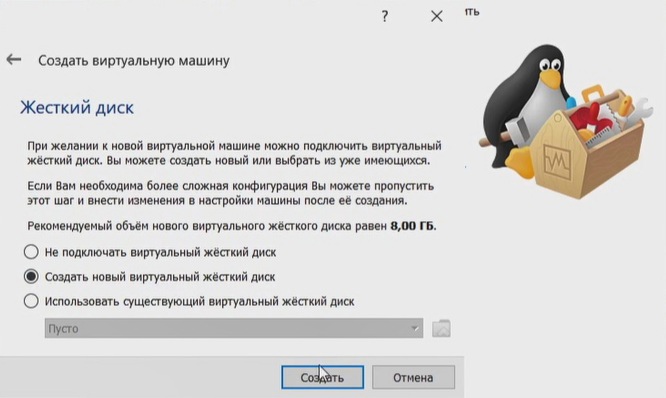 ?
ять
Создать виртуальную машину
Жесткий диск
При желании к новой виртуальной машине можно подключить виртуальный
жёсткий диск. Вы можете создать новый или выбрать из уже имеющихся.
Если Вам необходима более сложная конфигурация Вы можете пропустить
этот шаг и внести изменения в настройки машины после её создания.
Рекомендуемый объём нового виртуального жёсткого диска равен 8,00 ГБ.
Не подключать виртуальный жёсткий диск
Создать новый виртуальный жёсткий диск
Использовать существующий виртуальный жёсткий диск
Пусто
Создать
Отмена